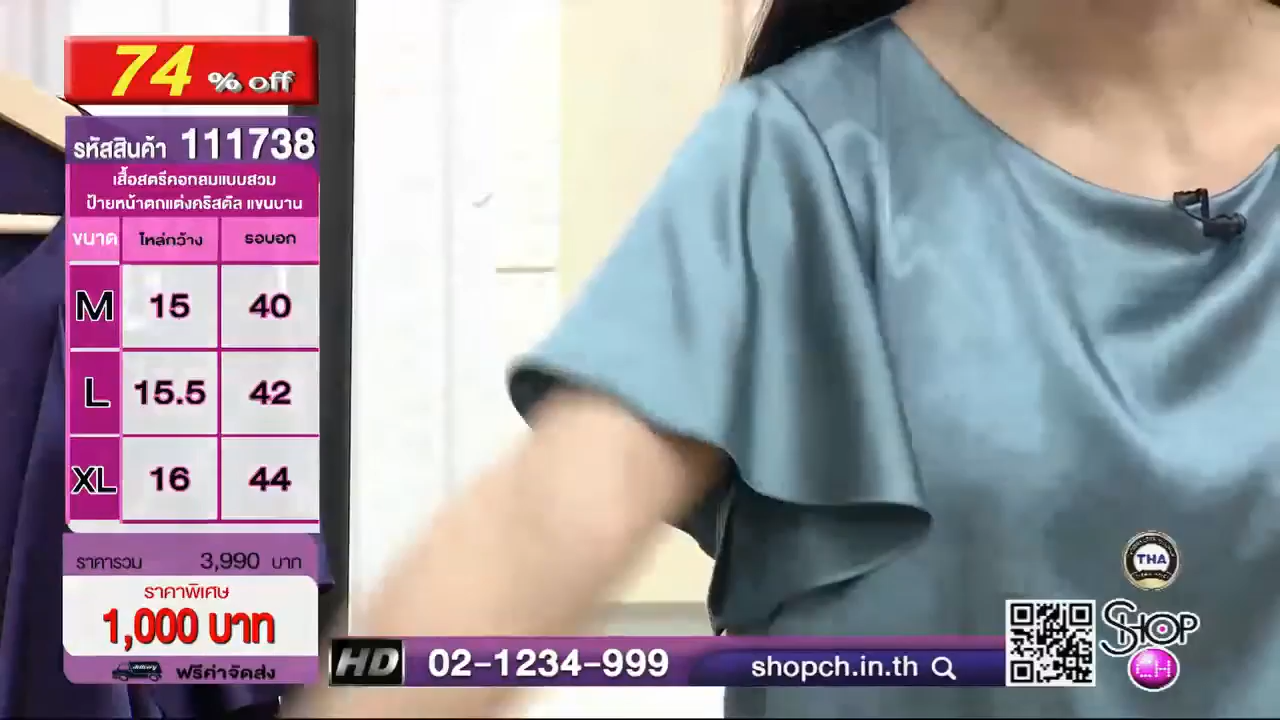 74 % off
รหัสสินค้า 111738
เสื้อสตรีคอกลมแบบสวม
ป้ายหน้าตกแต่งคริสตัล แขนบาน
ขนาด ไหล่กว้าง รอบอก
M 15 40
L 15.5 42
XL 16 44
ราคารวม 3,990 บาท
ราคาพิเศษ
1,000 บาท
delivery ฟรีค่าจัดส่ง
HD 02-1234-999 shopch.in.th
THA
SHOP
CH